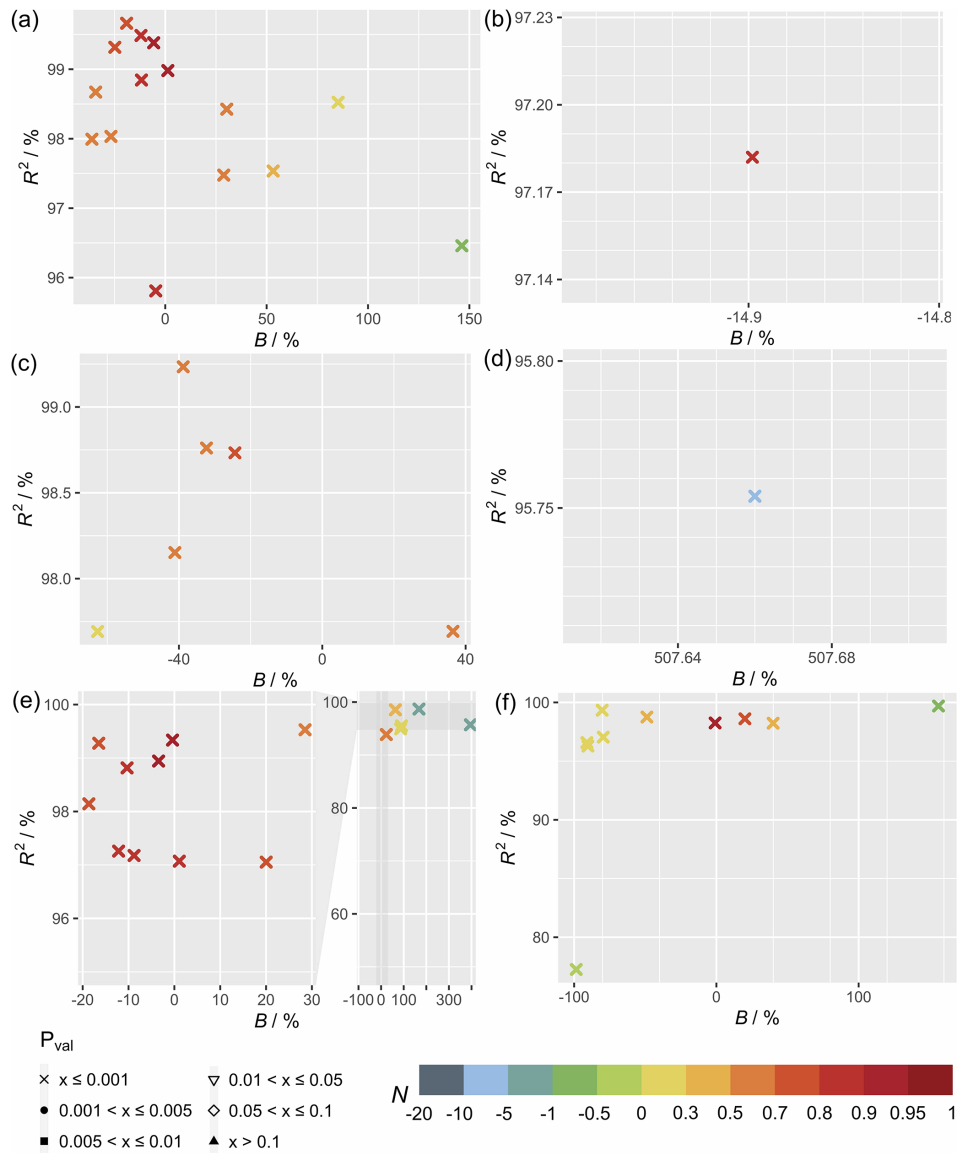 (a)
R² / %
99
98
97
96
0 50 100 150
B / %
(b)
R² / %
97.23
97.20
97.17
97.14
-14.9 -14.8
B / %
(c)
R² / %
99.0
98.5
98.0
-40 0 40
B / %
(d)
R² / %
95.80
95.75
507.64 507.68
B / %
(e)
R² / %
100
98
96
-20 -10 0 10 20 30
B / %
100
80
60
-100 0 100 300
B / %
(f)
R² / %
100
90
80
-100 0 100
B / %
Pval
x ≤ 0.001
0.001 < x ≤ 0.005
0.005 < x ≤ 0.01
0.01 < x ≤ 0.05
0.05 < x ≤ 0.1
x > 0.1
N
-20 -10 -5 -1 -0.5 0 0.3 0.5 0.7 0.8 0.9 0.95 1